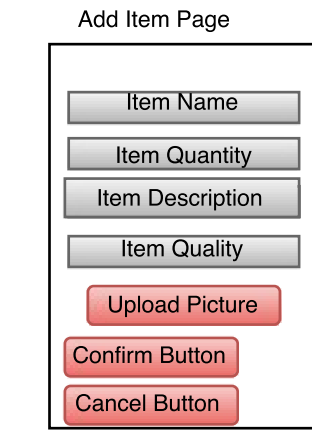 Add Item Page
Item Name
Item Quantity
Item Description
Item Quality
Upload Picture
Confirm Button
Cancel Button